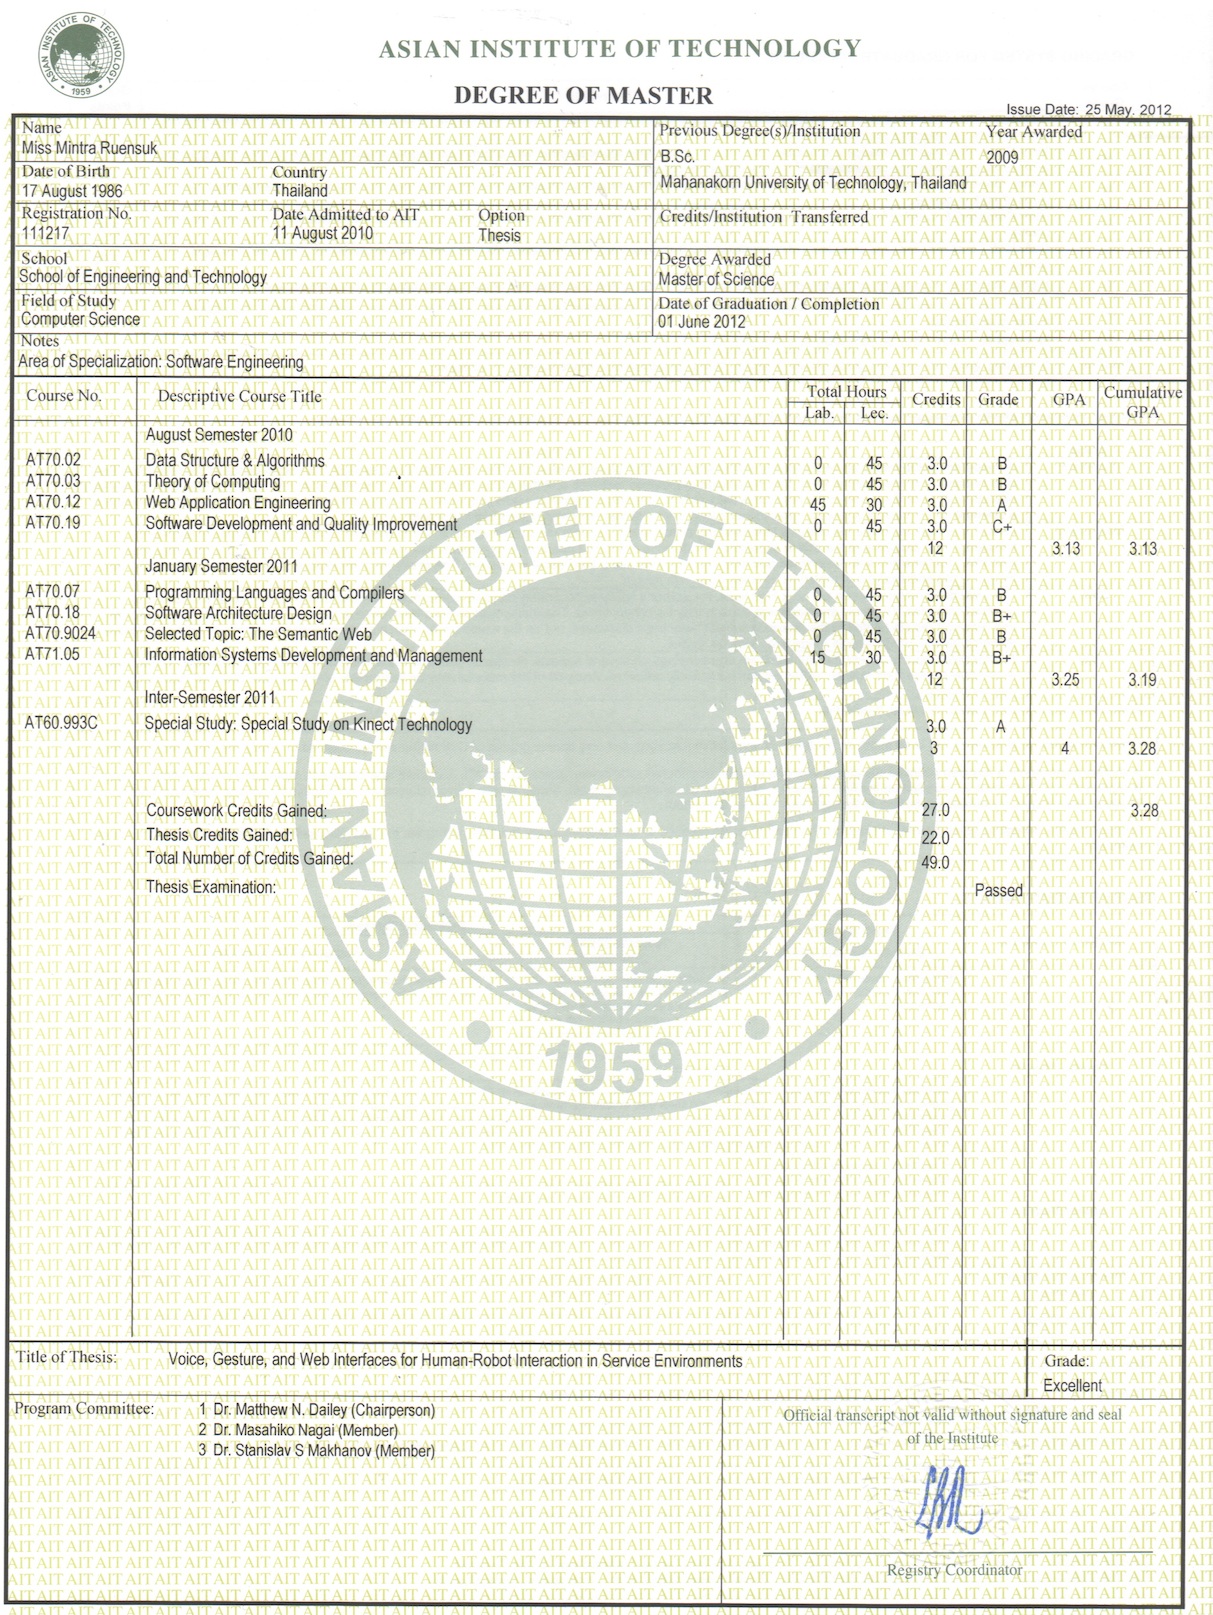 ASIAN INSTITUTE OF TECHNOLOGY
1959
ASIAN INSTITUTE OF TECHNOLOGY
DEGREE OF MASTER
Issue Date: 25 May. 2012
Name
Miss Mintra Ruensuk
Previous Degree(s)/Institution Year Awarded
B.Sc. 2009
Mahanakorn University of Technology, Thailand
Date of Birth Country
17 August 1986 Thailand
Registration No. Date Admitted to AIT Option
111217 11 August 2010 Thesis
Credits/Institution Transferred
School
School of Engineering and Technology
Degree Awarded
Master of Science
Field of Study
Computer Science
Date of Graduation / Completion
01 June 2012
Notes
Area of Specialization: Software Engineering
Course No. Descriptive Course Title Total Hours Credits Grade GPA Cumulative GPA
Lab. Lec.
August Semester 2010
AT70.02 Data Structure & Algorithms 0 45 3.0 B
AT70.03 Theory of Computing 0 45 3.0 B
AT70.12 Web Application Engineering 45 30 3.0 A
AT70.19 Software Development and Quality Improvement 0 45 3.0 C+
12 3.13 3.13
January Semester 2011
AT70.07 Programming Languages and Compilers 0 45 3.0 B
AT70.18 Software Architecture Design 0 45 3.0 B+
AT70.9024 Selected Topic: The Semantic Web 0 45 3.0 B
AT71.05 Information Systems Development and Management 15 30 3.0 B+
12 3.25 3.19
Inter-Semester 2011
AT60.993C Special Study: Special Study on Kinect Technology 3.0 A
3 4 3.28
Coursework Credits Gained: 27.0 3.28
Thesis Credits Gained: 22.0
Total Number of Credits Gained: 49.0
Thesis Examination: Passed
ASIAN INSTITUTE OF TECHNOLOGY
1959
Title of Thesis: Voice, Gesture, and Web Interfaces for Human-Robot Interaction in Service Environments
Grade:
Excellent
Program Committee: 1 Dr. Matthew N. Dailey (Chairperson)
2 Dr. Masahiko Nagai (Member)
3 Dr. Stanislav S Makhanov (Member)
Official transcript not valid without signature and seal
of the Institute
Registry Coordinator